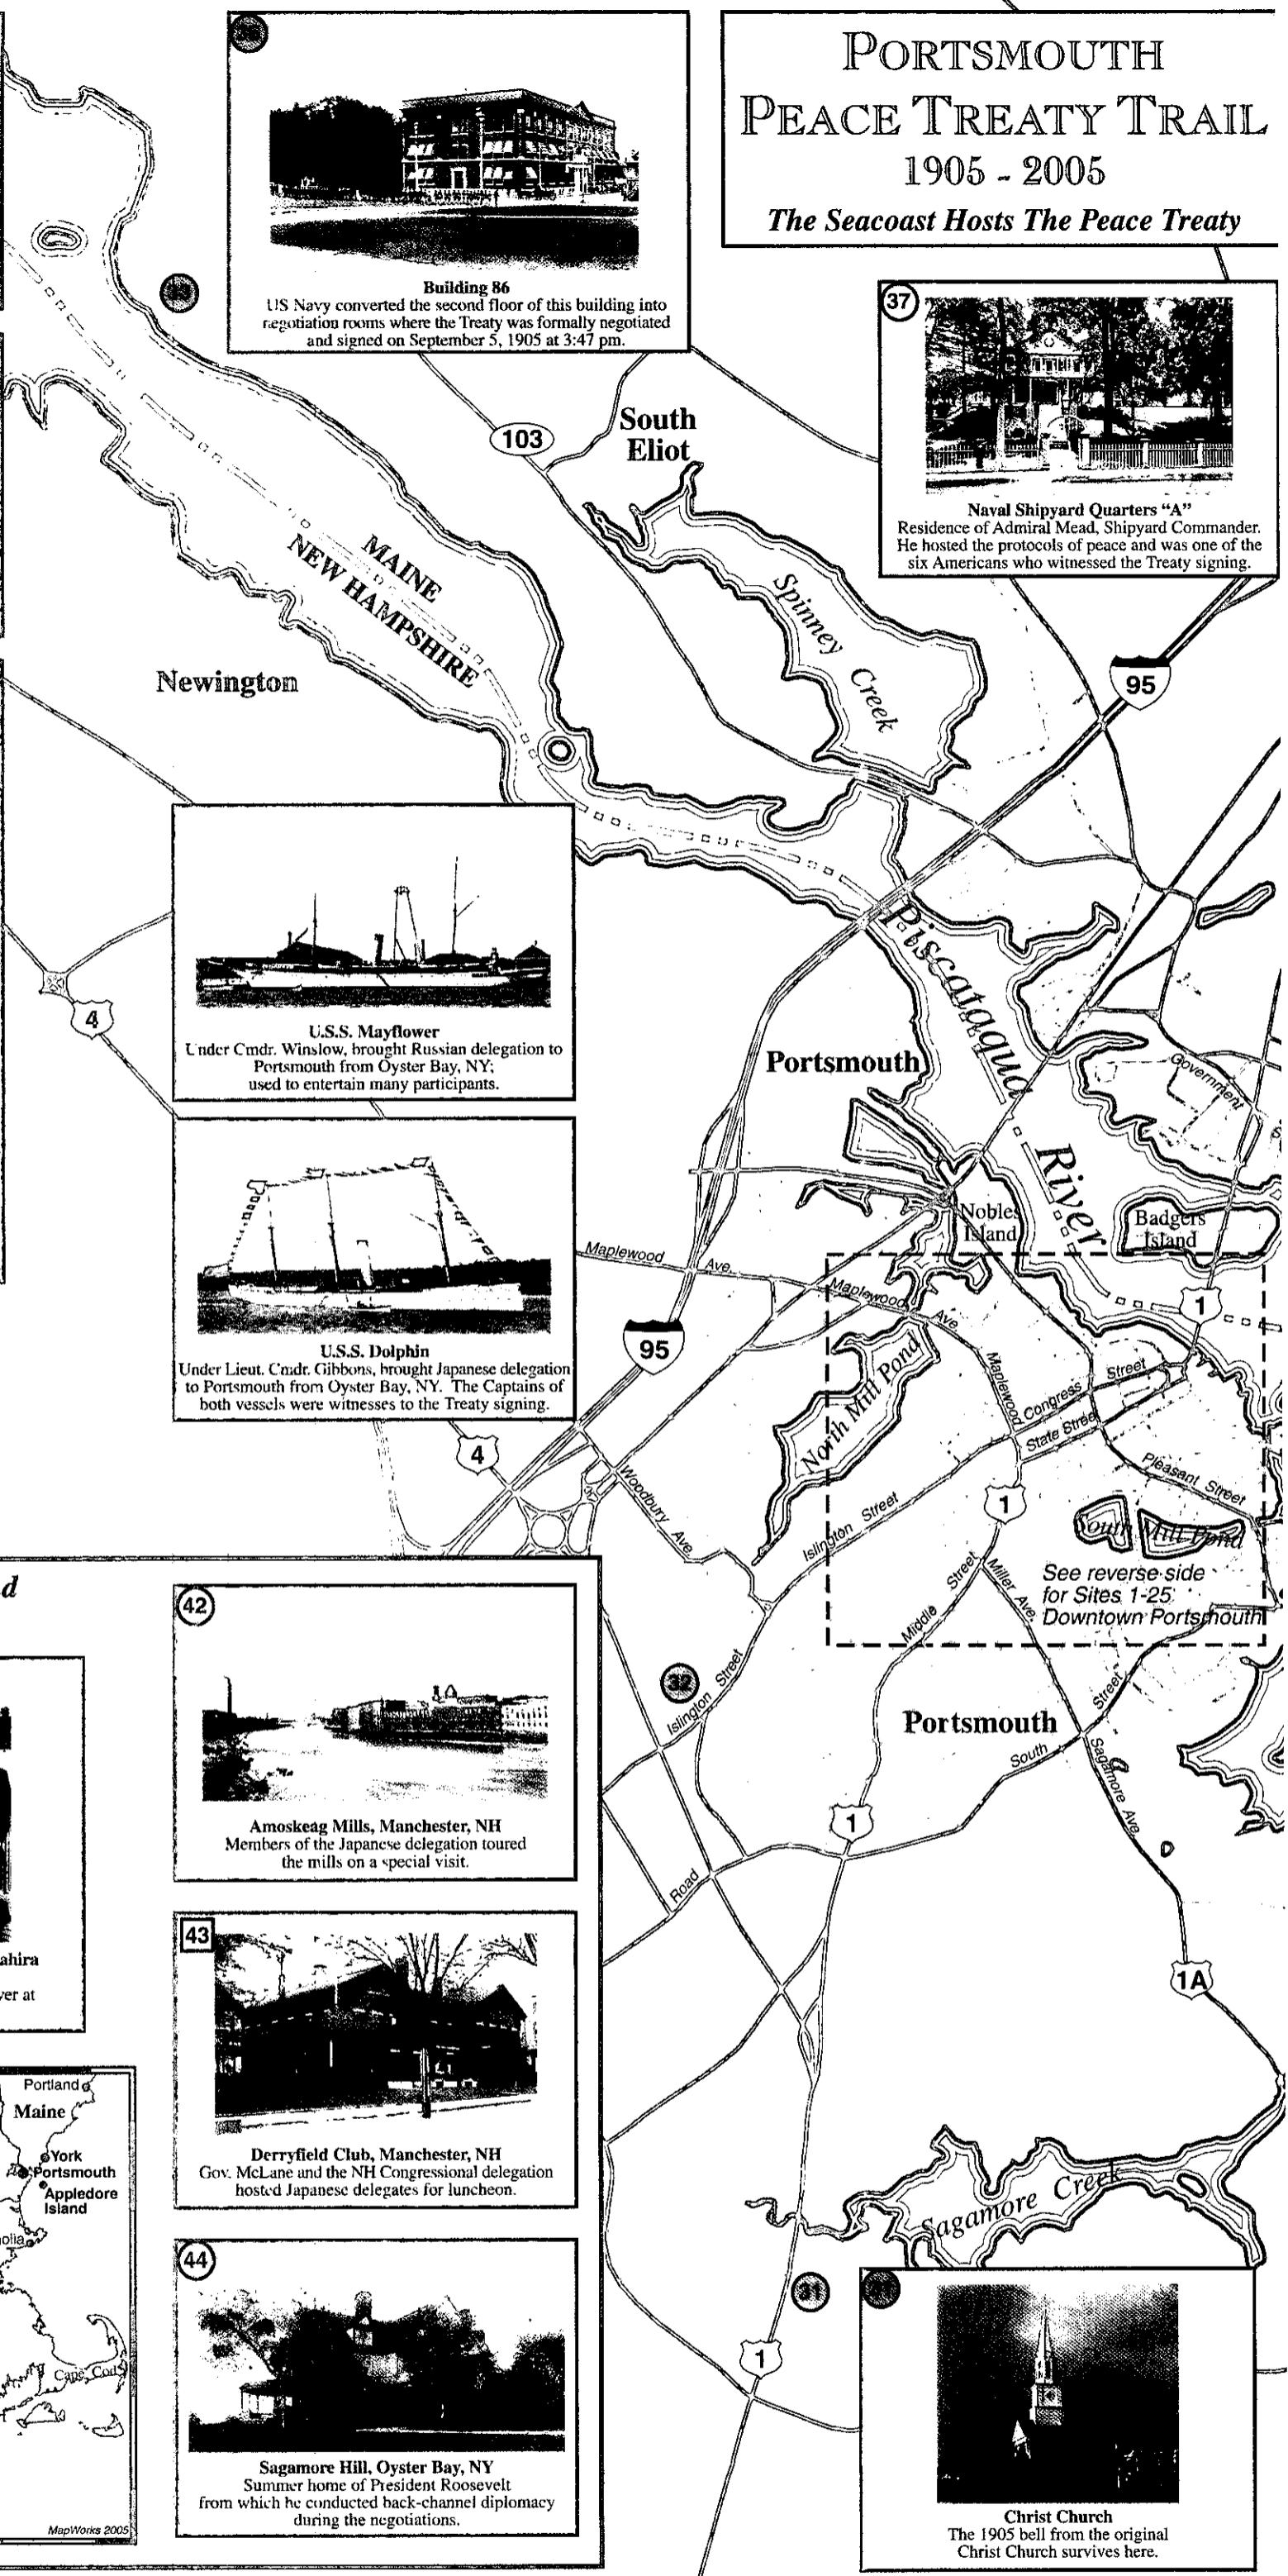 PORTSMOUTH
PEACE TREATY TRAIL
1905 - 2005
The Seacoast Hosts The Peace Treaty
Building 86
US Navy converted the second floor of this building into
negotiation rooms where the Treaty was formally negotiated
and signed on September 5, 1905 at 3:47 pm.
37
Naval Shipyard Quarters “A”
Residence of Admiral Mead, Shipyard Commander.
He hosted the protocols of peace and was one of the
six Americans who witnessed the Treaty signing.
103
South
Eliot
MAINE
NEW HAMPSHIRE
Spinney
Creek
Newington
95
U.S.S. Mayflower
Under Cmdr. Winslow, brought Russian delegation to
Portsmouth from Oyster Bay, NY;
used to entertain many participants.
4
Piscataqua
River
Portsmouth
Government
Nobles
Island
Badgers
Island
U.S.S. Dolphin
Under Lieut. Cmdr. Gibbons, brought Japanese delegation
to Portsmouth from Oyster Bay, NY. The Captains of
both vessels were witnesses to the Treaty signing.
Maplewood Ave.
Maplewood Ave.
Maplewood
1
95
North Mill Pond
Congress Street
State Street
Pleasant Street
4
Woodbury Ave.
Islington Street
1
South Mill Pond
See reverse side
for Sites 1-25
Downtown Portsmouth
Middle Street
Miller Ave.
d
42
Amoskeag Mills, Manchester, NH
Members of the Japanese delegation toured
the mills on a special visit.
32
Islington Street
Portsmouth
South Street
Sagamore Ave.
1
Road
1A
43
Derryfield Club, Manchester, NH
Gov. McLane and the NH Congressional delegation
hosted Japanese delegates for luncheon.
ahira
ver at
Portland
Maine
York
Portsmouth
Appledore
Island
olia
Cape Cod
MapWorks 2005
Sagamore Creek
44
Sagamore Hill, Oyster Bay, NY
Summer home of President Roosevelt
from which he conducted back-channel diplomacy
during the negotiations.
31
1
Christ Church
The 1905 bell from the original
Christ Church survives here.